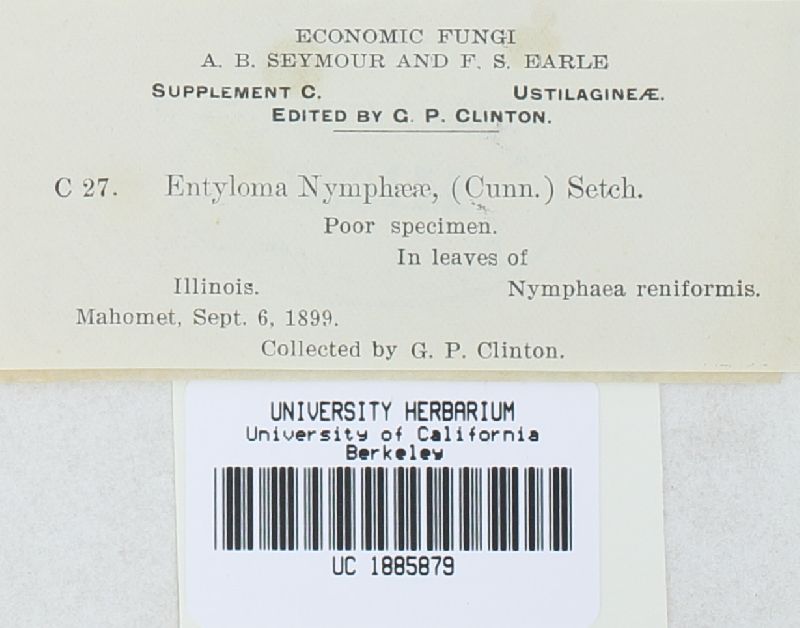 ECONOMIC FUNGI
A. B. SEYMOUR AND F. S. EARLE
SUPPLEMENT C. USTILAGINEÆ.
EDITED BY G. P. CLINTON.
C 27. Entyloma Nymphææ, (Cunn.) Setch.
Poor specimen.
In leaves of
Illinois. Nymphaea reniformis.
Mahomet, Sept. 6, 1899.
Collected by G. P. Clinton.
UNIVERSITY HERBARIUM
University of California
Berkeley
UC 1885879